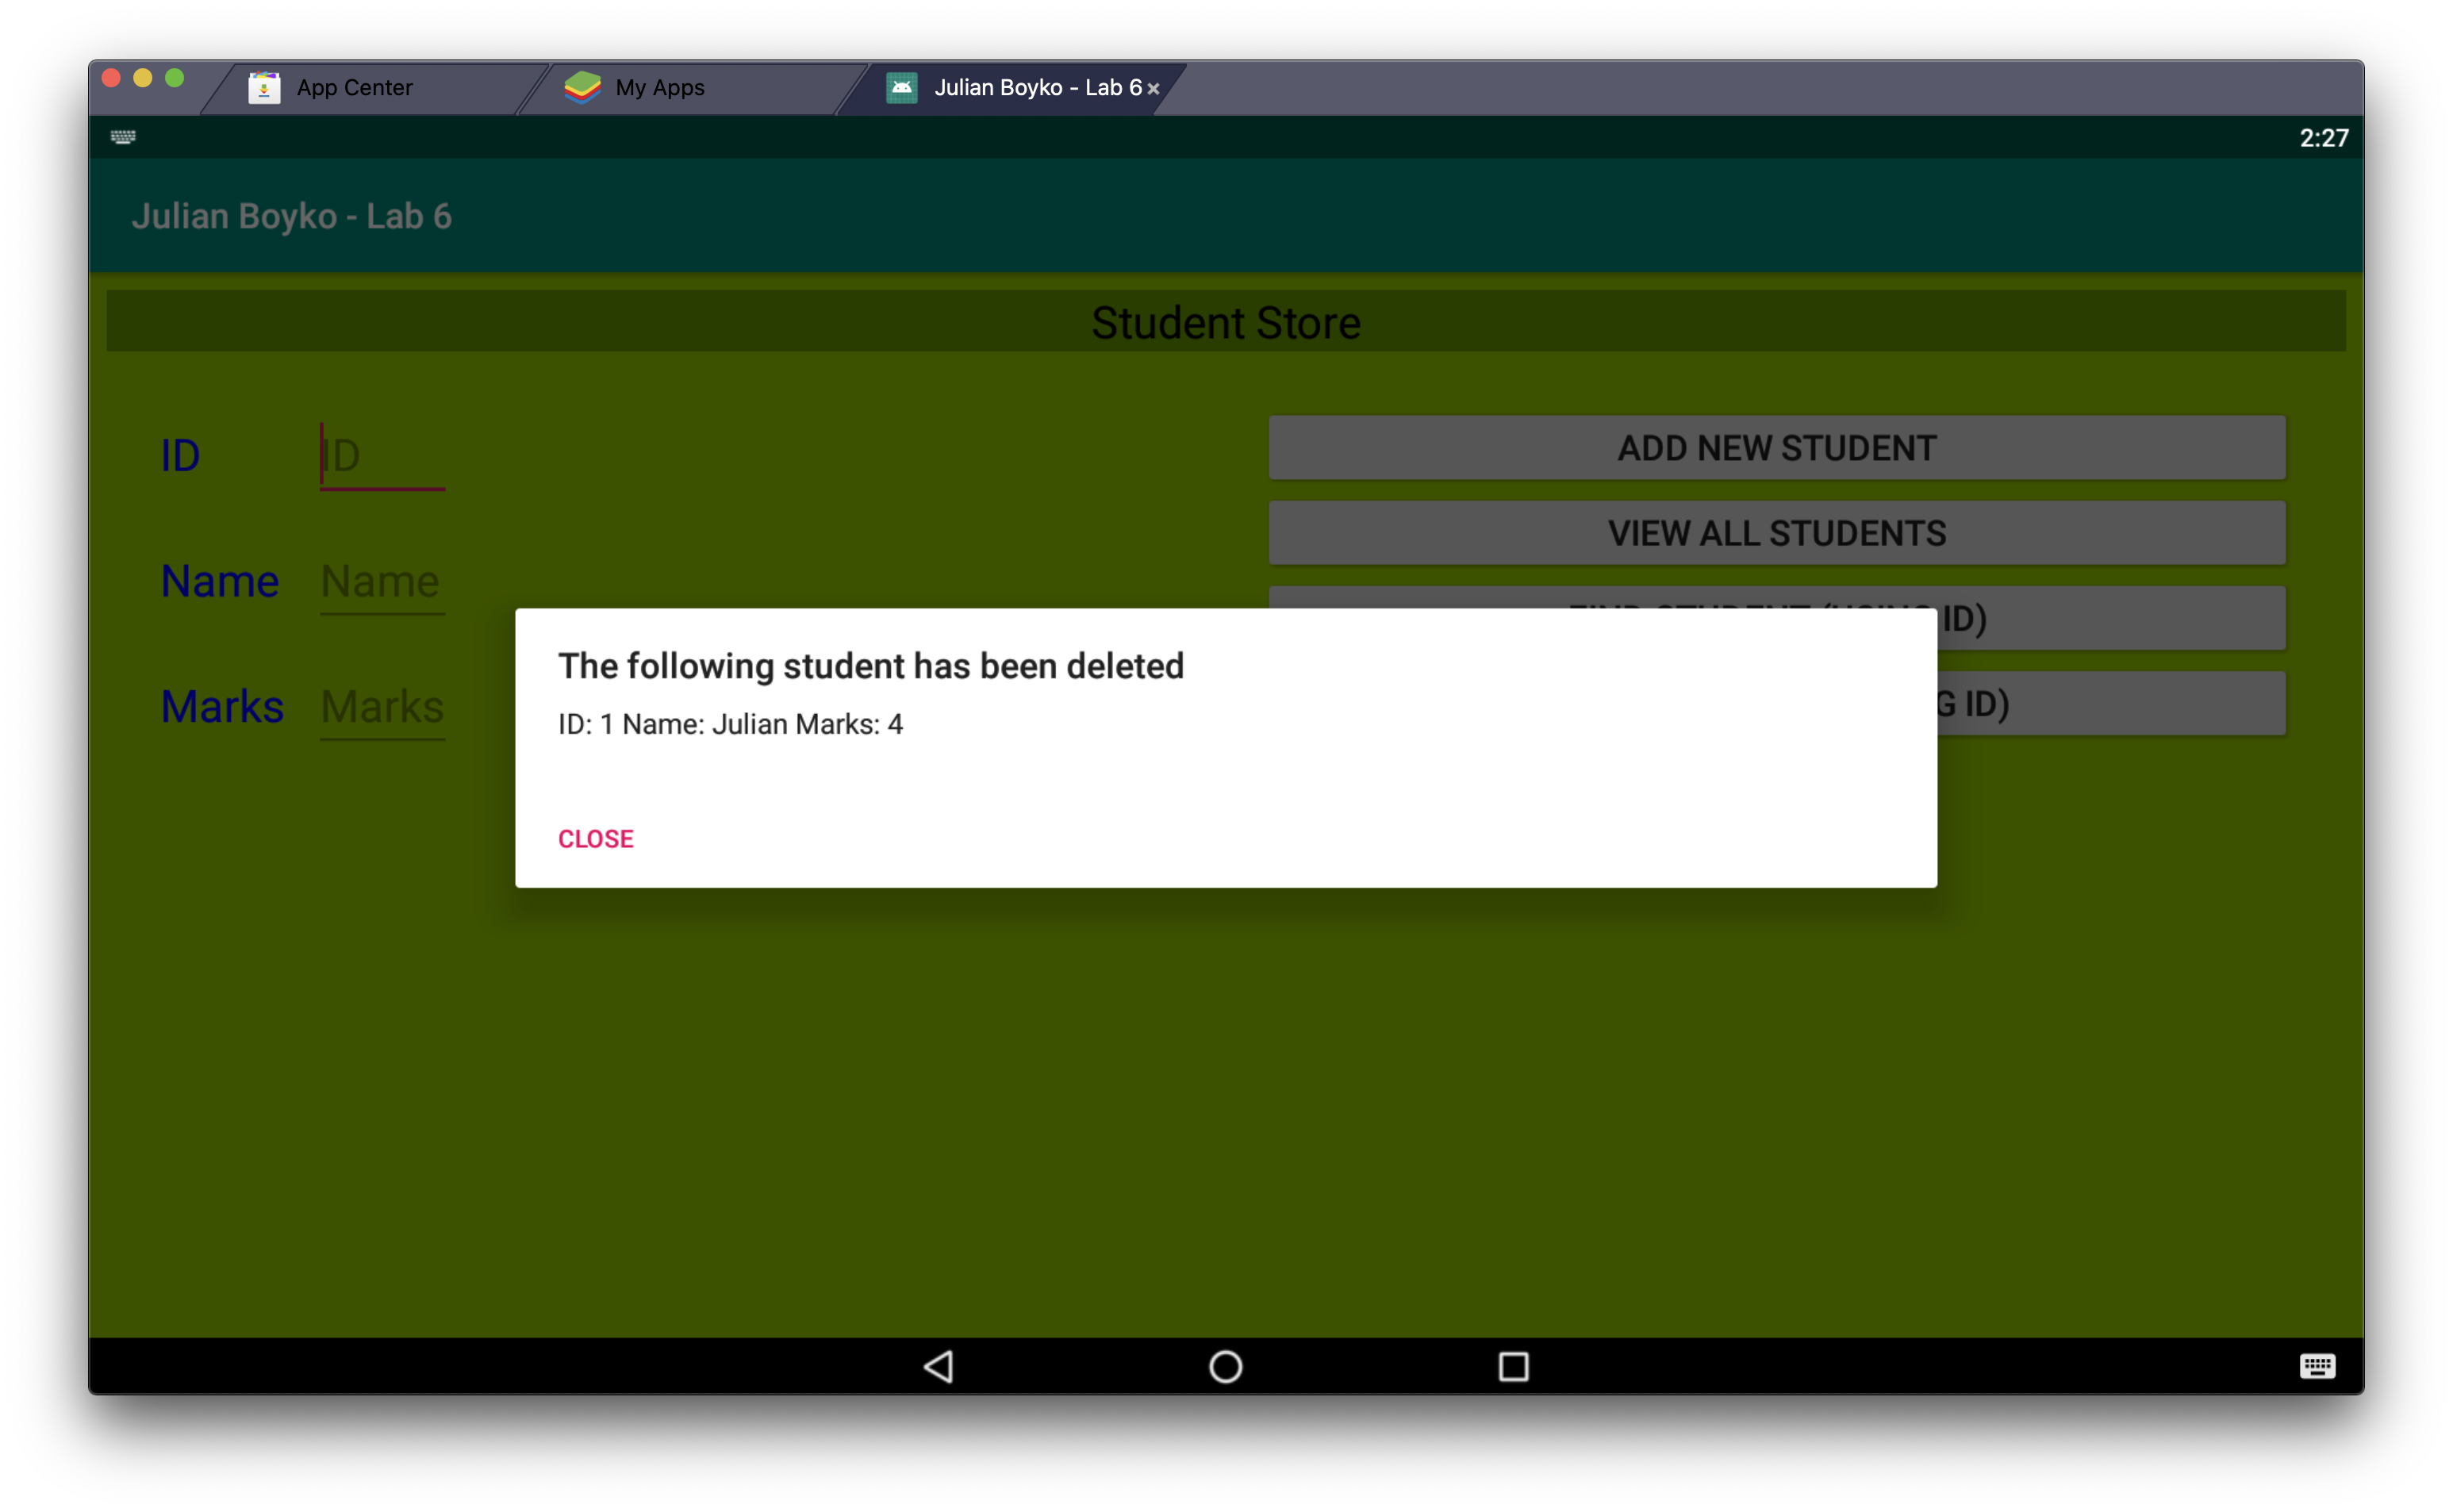 App Center
My Apps
Julian Boyko - Lab 6
2:27
Julian Boyko - Lab 6
Student Store
ID
ID
ADD NEW STUDENT
VIEW ALL STUDENTS
Name
Name
ID)
Marks
Marks
G ID)
The following student has been deleted
ID: 1 Name: Julian Marks: 4
CLOSE